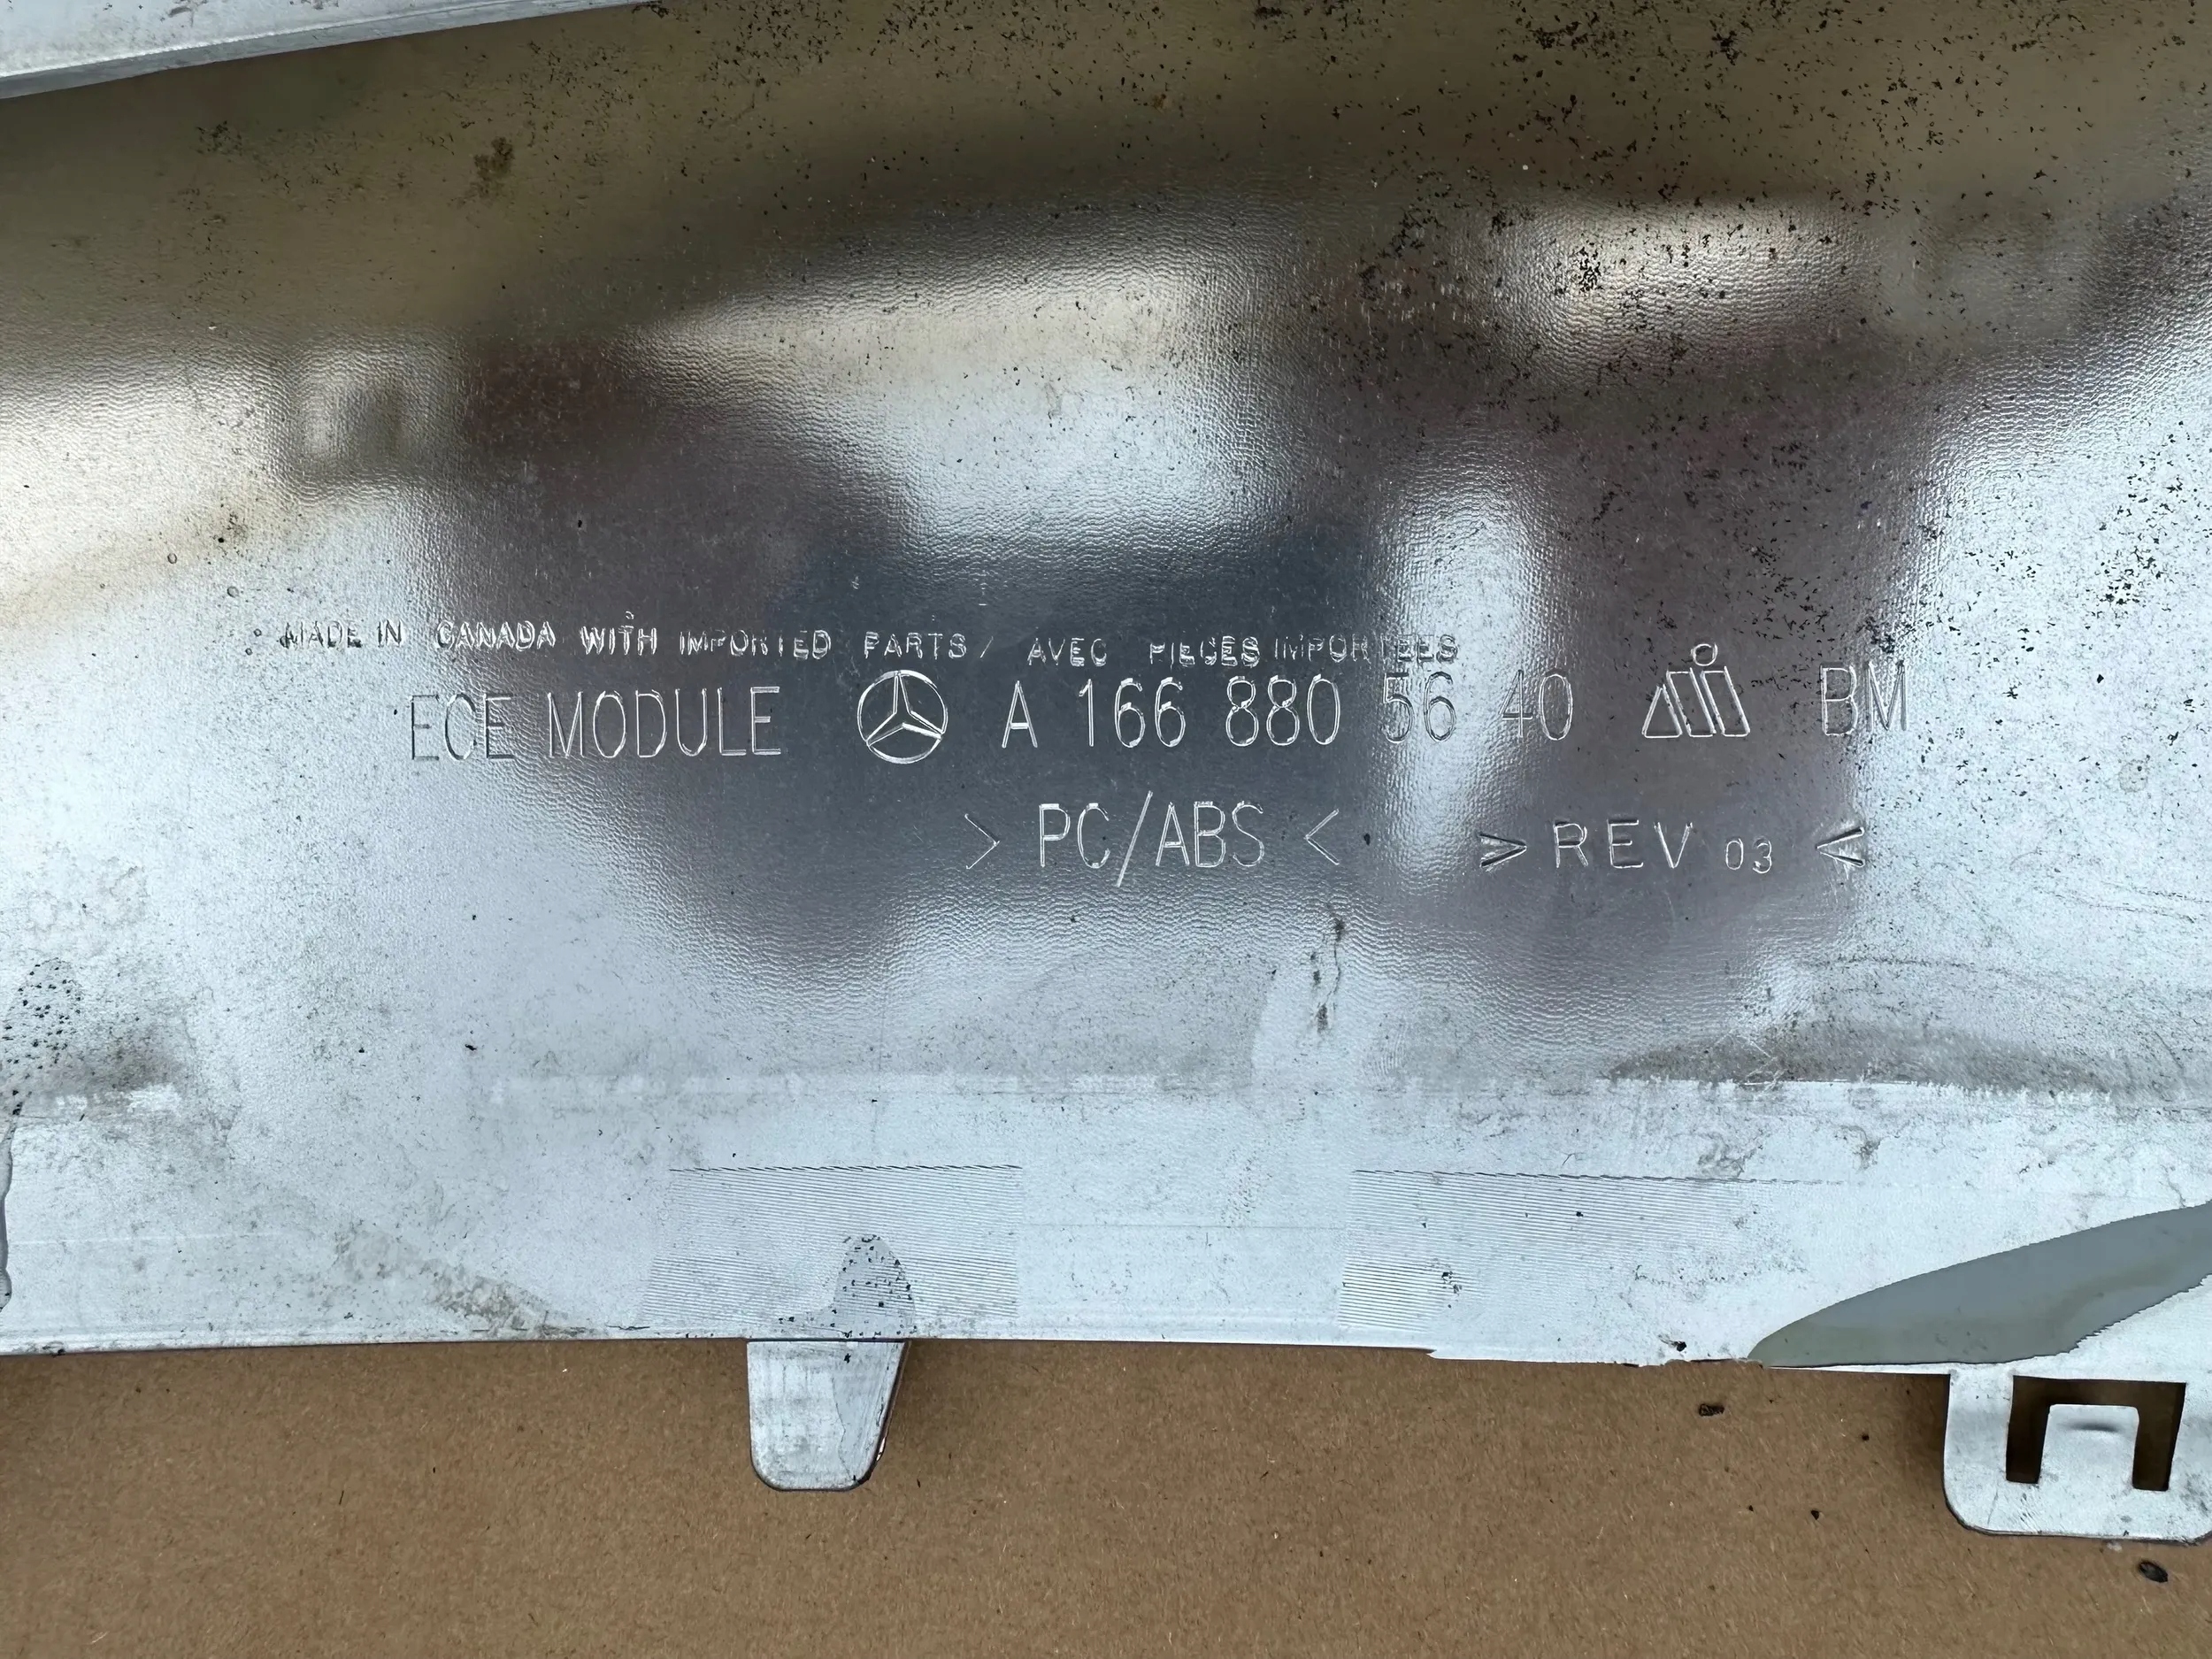 MADE IN CANADA WITH IMPORTED PARTS / AVEC PIECES IMPORTEES
ECE MODULE A 166 880 56 40 BM
> PC/ABS < > REV 03 <